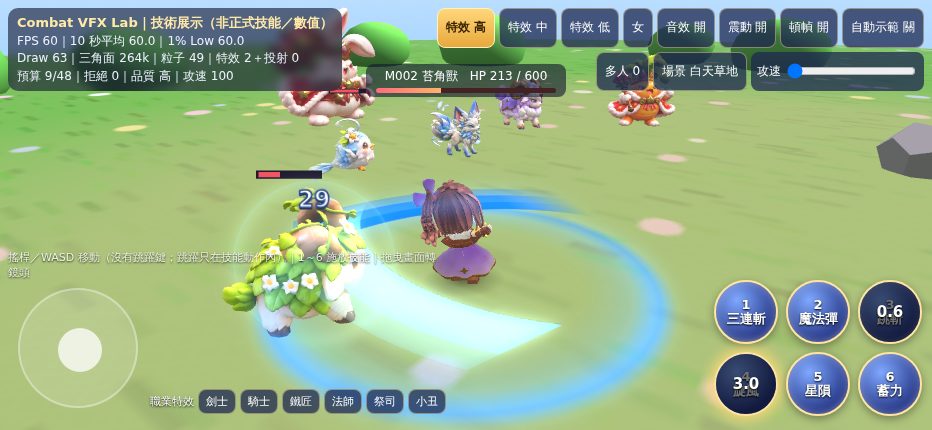 Combat VFX Lab｜技術展示（非正式技能／數值）
FPS 60｜10 秒平均 60.0｜1% Low 60.0
Draw 63｜三角面 264k｜粒子 49｜特效 2＋投射 0
預算 9/48｜拒絕 0｜品質 高｜攻速 100
特效 高
特效 中
特效 低
女
音效 開
震動 開
頓幀 開
自動示範 關
多人 0
場景 白天草地
攻速
M002 苔角獸 HP 213 / 600
29
搖桿／WASD 移動（沒有跳躍鍵；跳躍只在技能動作內）｜1～6 施放技能｜拖曳畫面轉
鏡頭
1
三連斬
2
魔法彈
3
0.6
4
3.0
旋風
5
星隕
6
蓄力
職業特效
劍士
騎士
鐵匠
法師
祭司
小丑